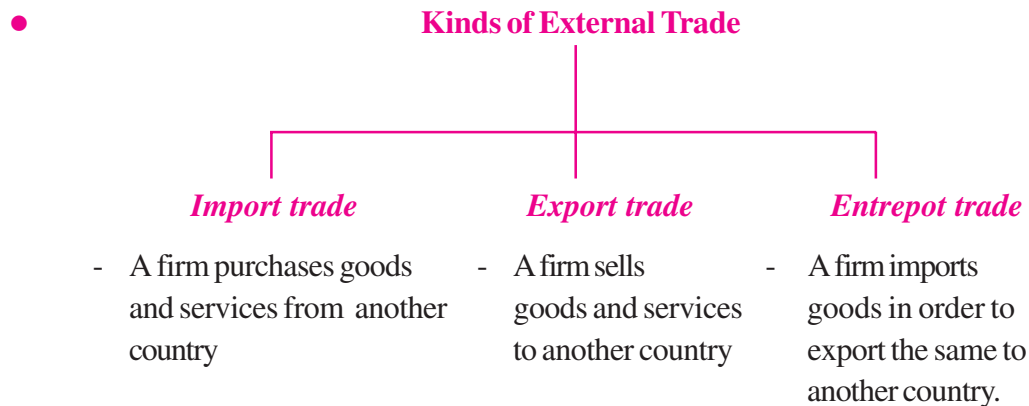 ● Kinds of External Trade
Import trade
- A firm purchases goods
and services from another
country
Export trade
- A firm sells
goods and services
to another country
Entrepot trade
- A firm imports
goods in order to
export the same to
another country.